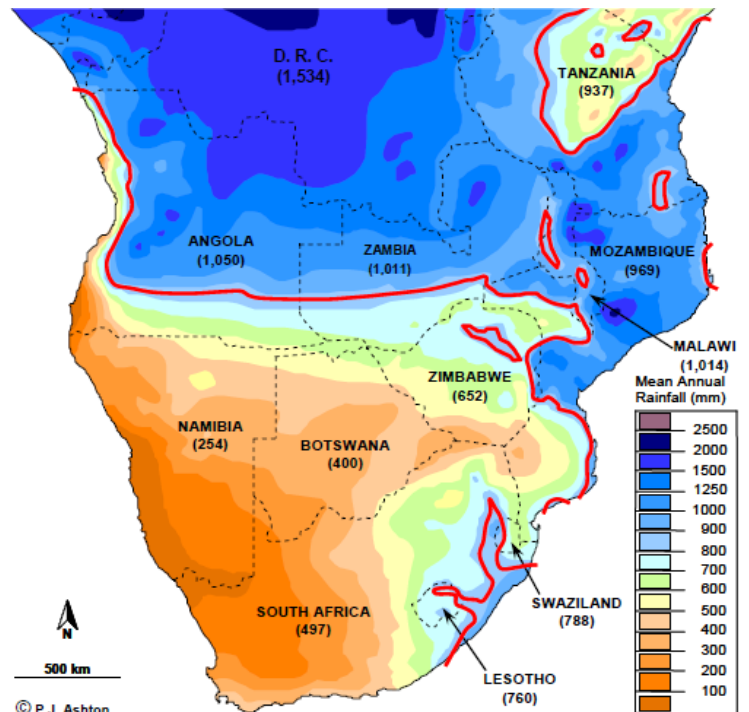 D. R. C.
(1,534)
TANZANIA
(937)
ANGOLA
(1,050)
ZAMBIA
(1,011)
MOZAMBIQUE
(969)
MALAWI
(1,014)
ZIMBABWE
(652)
NAMIBIA
(254)
BOTSWANA
(400)
SOUTH AFRICA
(497)
SWAZILAND
(788)
LESOTHO
(760)
Mean Annual
Rainfall (mm)
2500
2000
1500
1250
1000
900
800
700
600
500
400
300
200
100
N
500 km
© P. J. Ashton